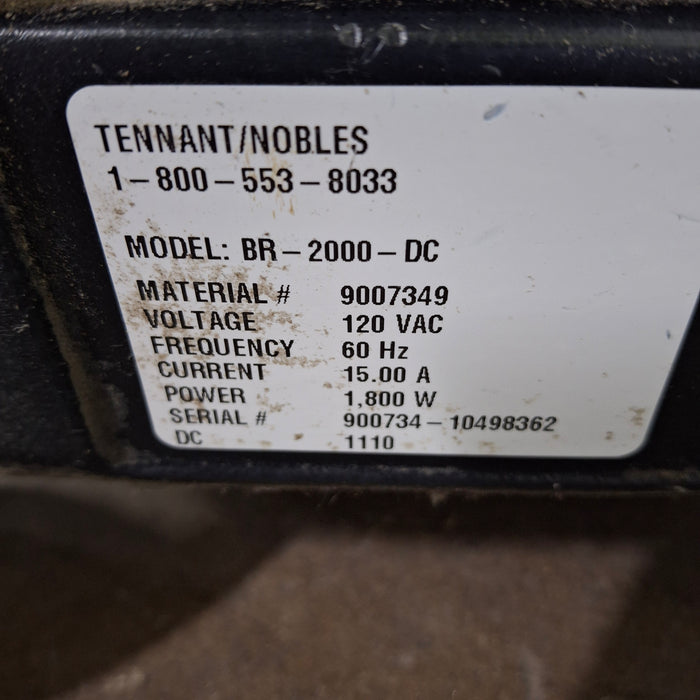 TENNANT/NOBLES
1-800-553-8033
MODEL: BR-2000-DC
MATERIAL # 9007349
VOLTAGE 120 VAC
FREQUENCY 60 Hz
CURRENT 15.00 A
POWER 1,800 W
SERIAL # 900734-10498362
DC 1110